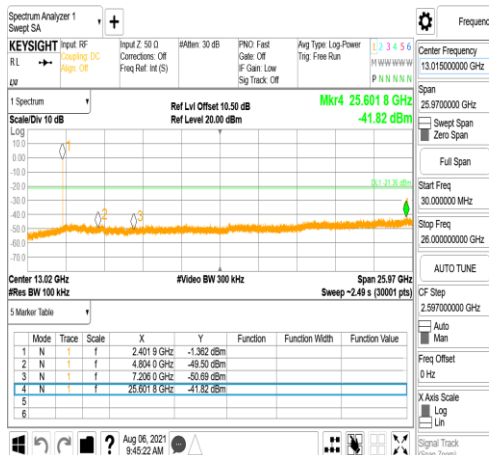 Spectrum Analyzer 1
Swept SA
Frequenc
KEYSIGHT
Input: RF
Input Z: 50 Ω
#Atten: 30 dB
PNO: Fast
Avg Type: Log-Power
1 2 3 4 5 6
RL
Coupling: DC
Corrections: Off
Gate: Off
Trig: Free Run
M W W W W W
Align: Off
Freq Ref: Int (S)
IF Gain: Low
Sig Track: Off
P N N N N N
LXI
1 Spectrum
Ref Lvl Offset 10.50 dB
Mkr4 25.601 8 GHz
Scale/Div 10 dB
Ref Level 20.00 dBm
-41.82 dBm
Log
10.0
0.00
-10.0
-20.0
-30.0
-40.0
-50.0
-60.0
-70.0
1
2
3
DL1 -21.36 dBm
Center 13.02 GHz
#Video BW 300 kHz
Span 25.97 GHz
#Res BW 100 kHz
Sweep ~2.49 s (30001 pts)
5 Marker Table
Mode Trace Scale X Y Function Function Width Function Value
1 N 1 f 2.401 9 GHz -1.362 dBm
2 N 1 f 4.804 0 GHz -49.50 dBm
3 N 1 f 7.206 0 GHz -50.69 dBm
4 N 1 f 25.601 8 GHz -41.82 dBm
5
6
Aug 06, 2021
9:45:22 AM
Center Frequency
13.015000000 GHz
Span
25.9700000 GHz
Swept Span
Zero Span
Full Span
Start Freq
30.000000 MHz
Stop Freq
26.000000000 GHz
AUTO TUNE
CF Step
2.597000000 GHz
Auto
Man
Freq Offset
0 Hz
X Axis Scale
Log
Lin
Signal Track
(Span Zoom)